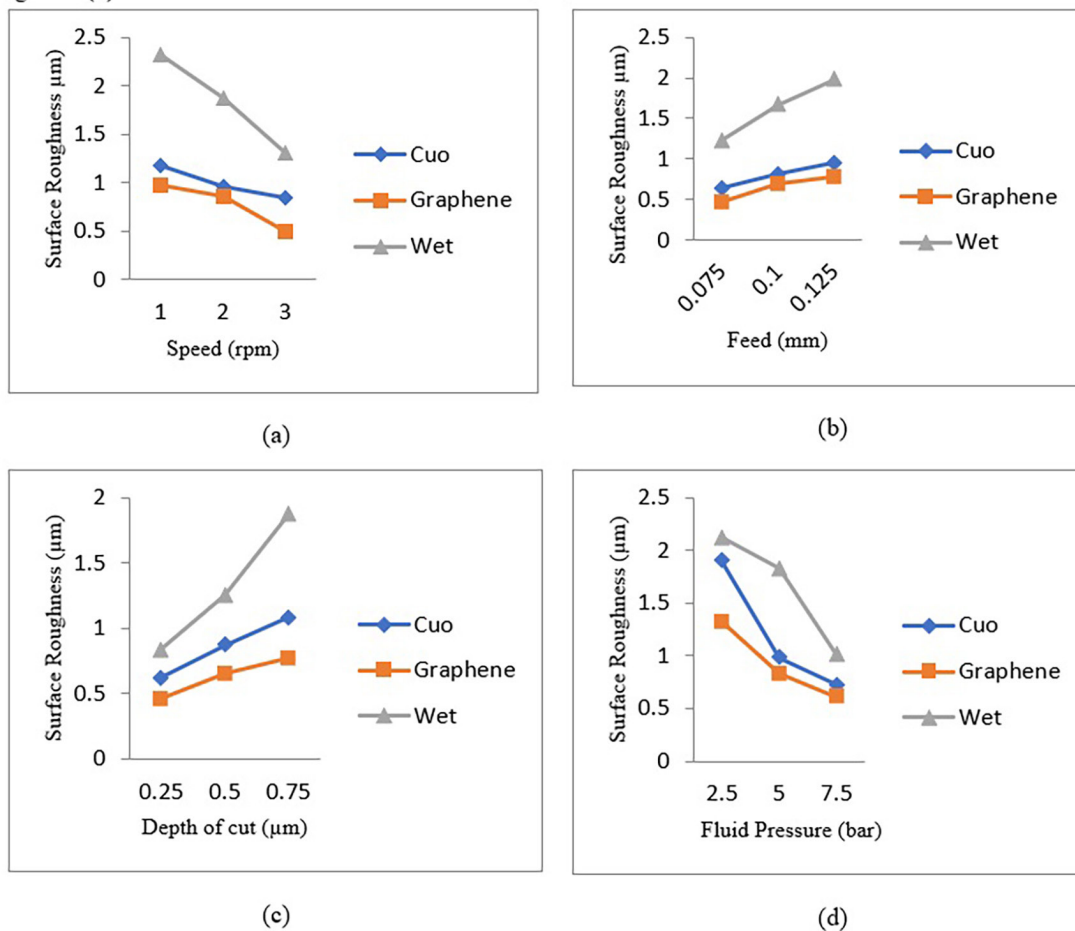 Surface Roughness µm)
2.5
2
1.5
1
0.5
0
1 2 3
Speed (rpm)
Cuo
Graphene
Wet
(a)
Surface Roughness µm)
2.5
2
1.5
1
0.5
0
0.075 0.1 0.125
Feed (mm)
Cuo
Graphene
Wet
(b)
Surface Roughness (µm)
2
1.5
1
0.5
0
0.25 0.5 0.75
Depth of cut (µm)
Cuo
Graphene
Wet
(c)
Surface Roughness (µm)
2.5
2
1.5
1
0.5
0
2.5 5 7.5
Fluid Pressure (bar)
Cuo
Graphene
Wet
(d)